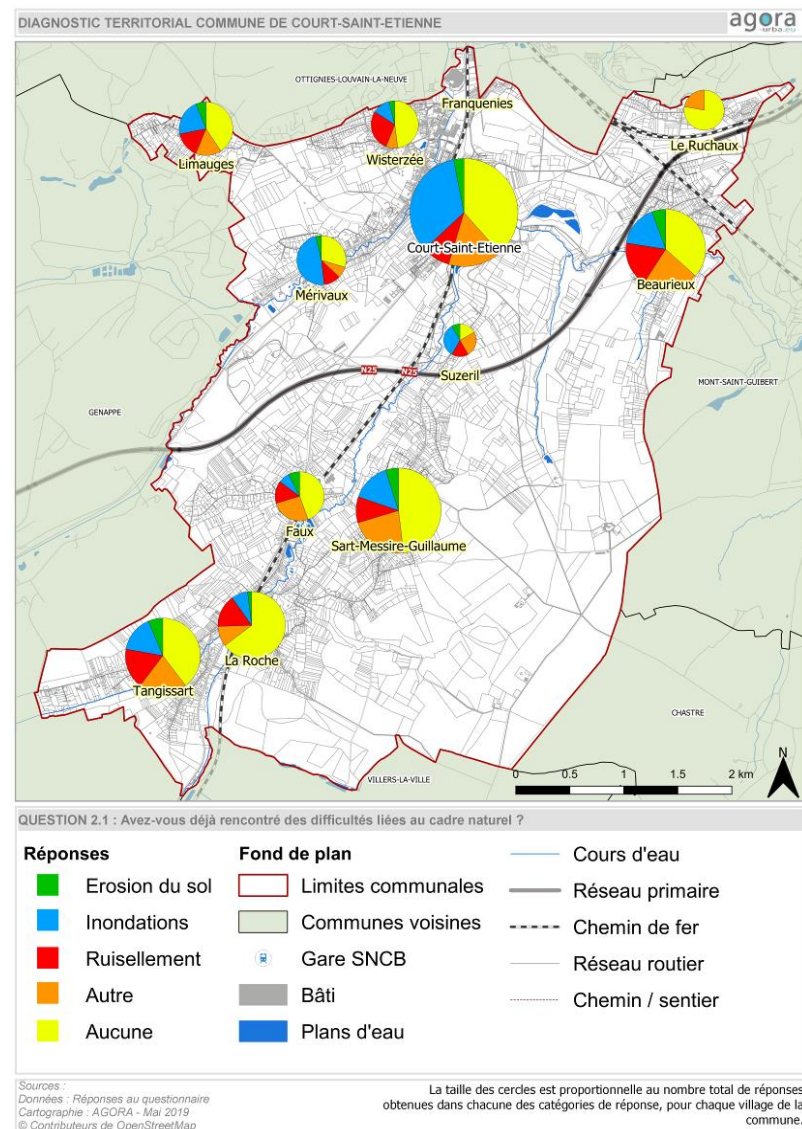 DIAGNOSTIC TERRITORIAL COMMUNE DE COURT-SAINT-ETIENNE
agora
-urba.eu
OTTIGNIES-LOUVAIN-LA-NEUVE
Franquenies
Le Ruchaux
Limauges
Wisterzée
Court-Saint-Etienne
Beaurieux
Mérivaux
Suzeril
N25
N25
MONT-SAINT-GUIBERT
GENAPPE
Faux
Sart-Messire-Guillaume
La Roche
Tangissart
CHASTRE
VILLERS-LA-VILLE
0 0.5 1 1.5 2 km
N
QUESTION 2.1 : Avez-vous déjà rencontré des difficultés liées au cadre naturel ?
Réponses
Erosion du sol
Inondations
Ruisellement
Autre
Aucune
Fond de plan
Limites communales
Communes voisines
Gare SNCB
Bâti
Plans d'eau
Cours d'eau
Réseau primaire
Chemin de fer
Réseau routier
Chemin / sentier
Sources :
Données : Réponses au questionnaire
Cartographie : AGORA - Mai 2019
© Contributeurs de OpenStreetMap
La taille des cercles est proportionnelle au nombre total de réponses
obtenues dans chacune des catégories de réponse, pour chaque village de la
commune.